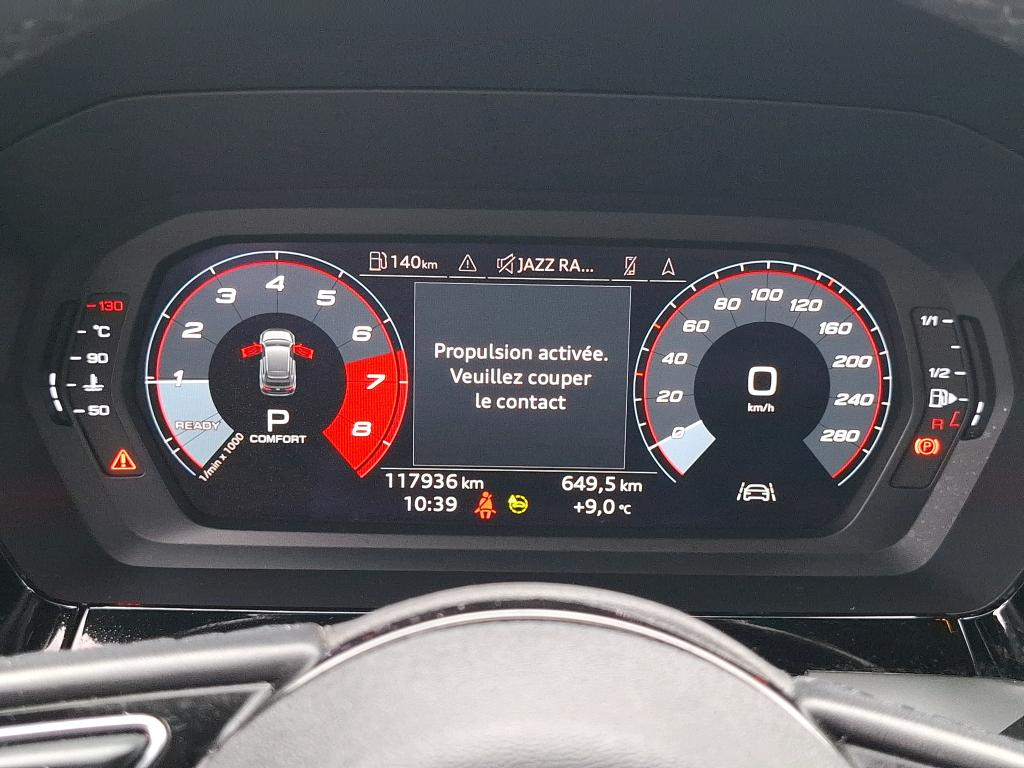 140km
JAZZ RA...
130
°C
90
50
1
2
3
4
5
6
7
8
READY
1/min x 1000
P
COMFORT
Propulsion activée.
Veuillez couper
le contact
0
20
40
60
80
100
120
160
200
240
280
0
km/h
1/1
1/2
R
P
117936 km
649,5 km
10:39
+9,0 °C